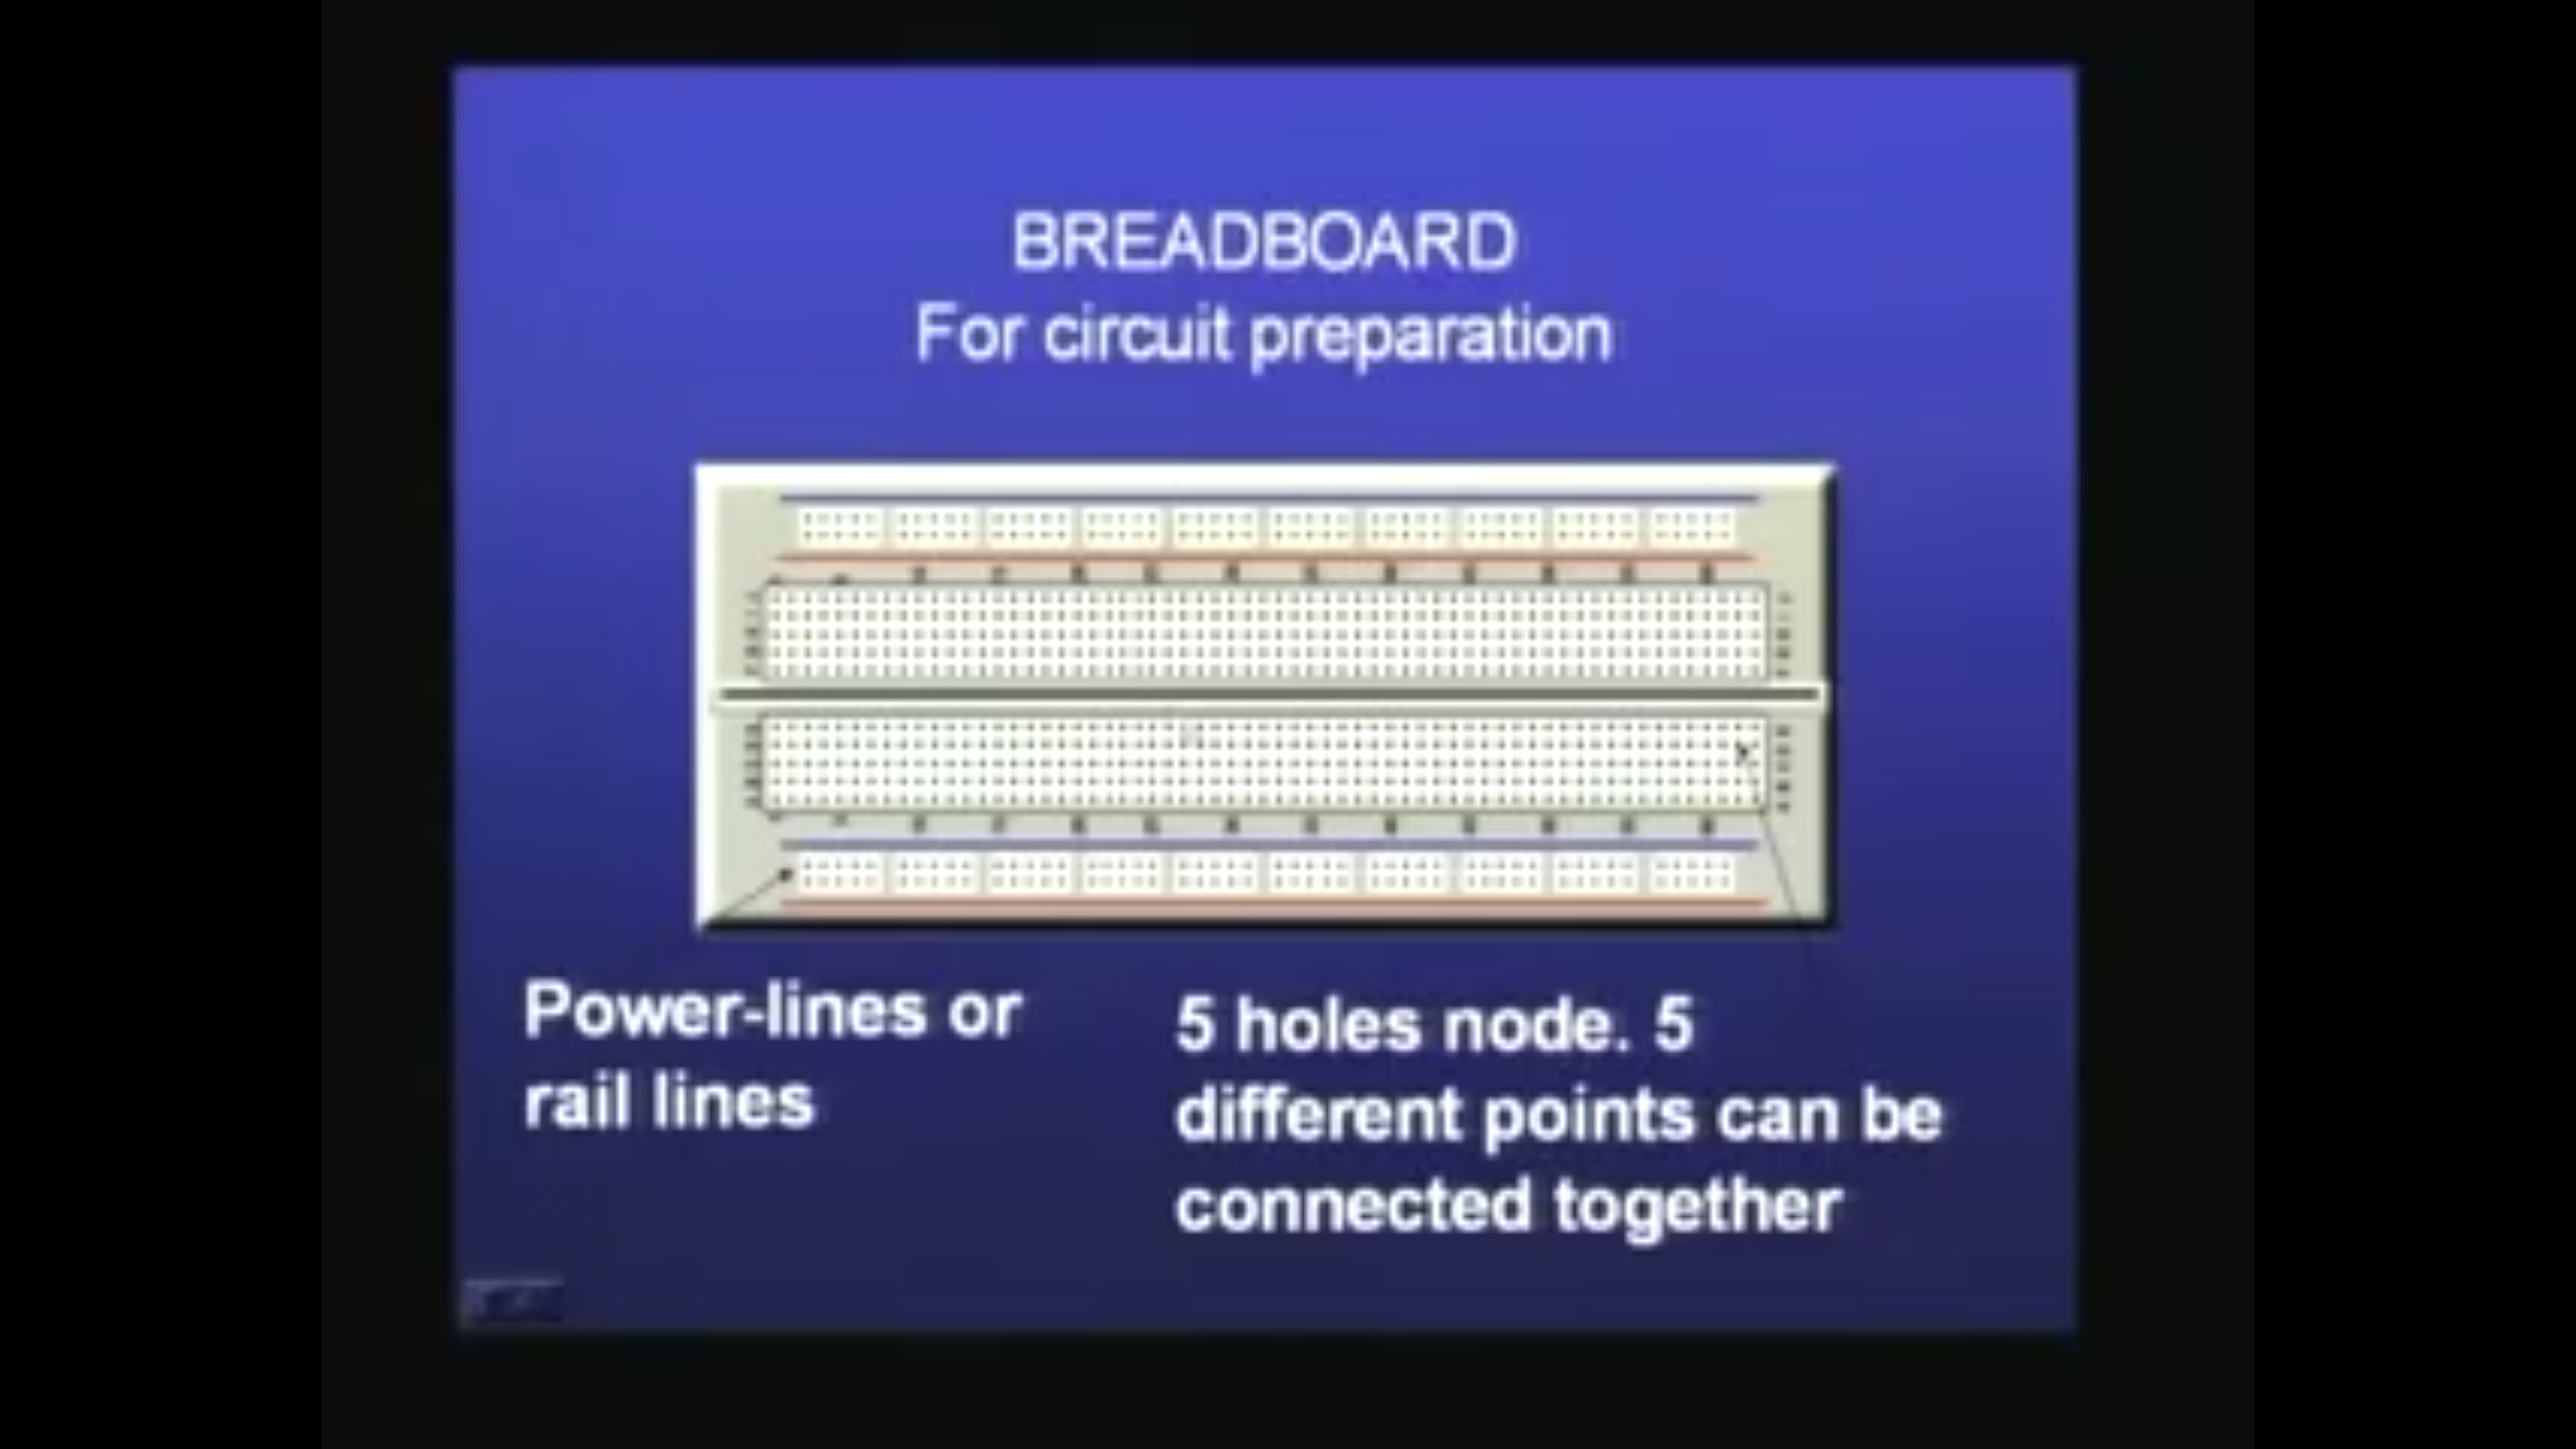 BREADBOARD
For circuit preparation
Power-lines or
rail lines
5 holes node. 5
different points can be
connected together